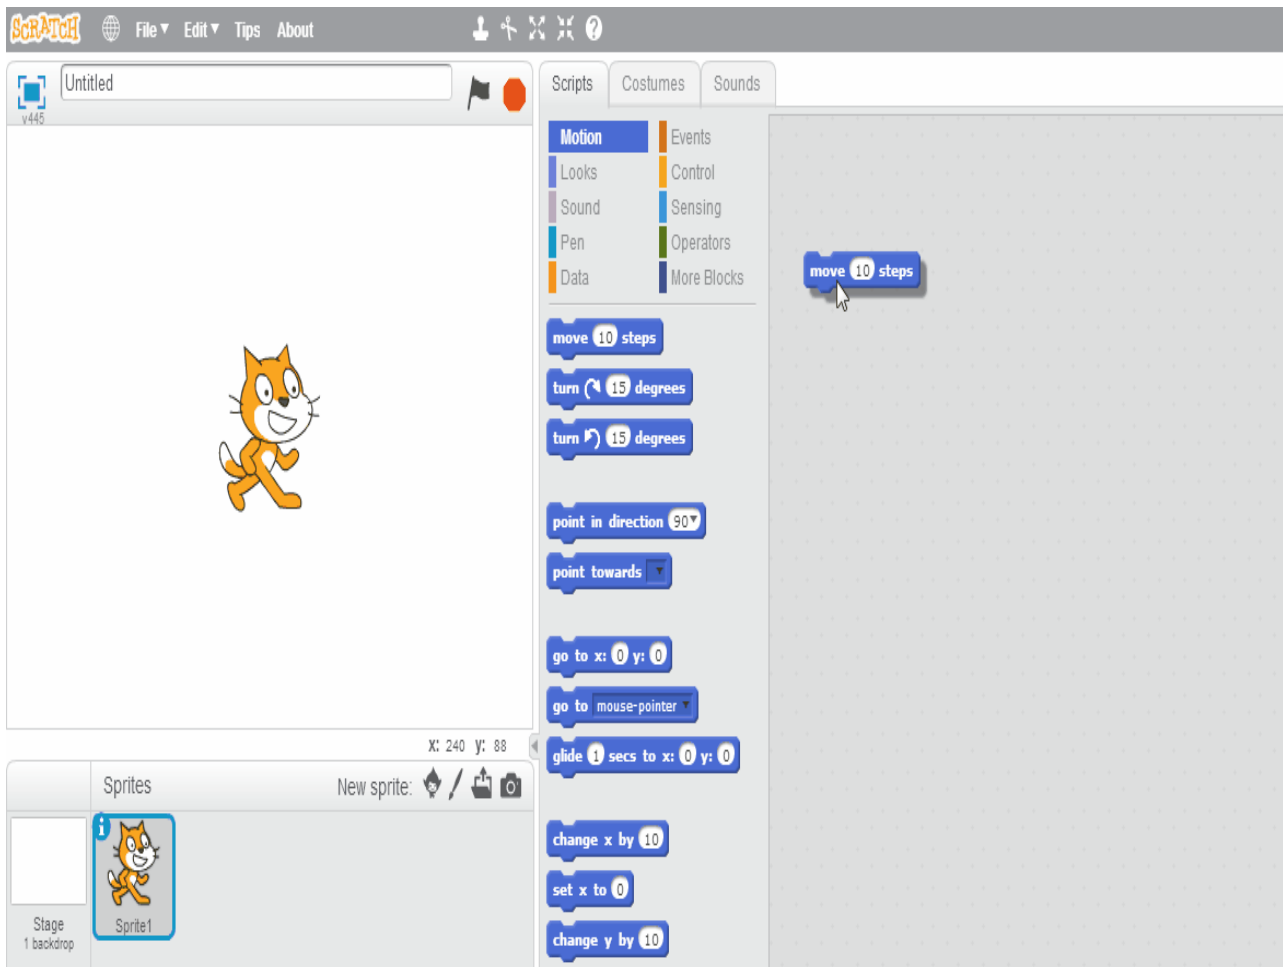 SCRATCH File Edit Tips About
Untitled
v445
Scripts Costumes Sounds
Motion Events
Looks Control
Sound Sensing
Pen Operators
Data More Blocks
move 10 steps
move 10 steps
turn 15 degrees
turn 15 degrees
point in direction 90
point towards
go to x: 0 y: 0
go to mouse-pointer
glide 1 secs to x: 0 y: 0
change x by 10
set x to 0
change y by 10
x: 240 y: 88
Sprites New sprite:
Stage
1 backdrop
Sprite1